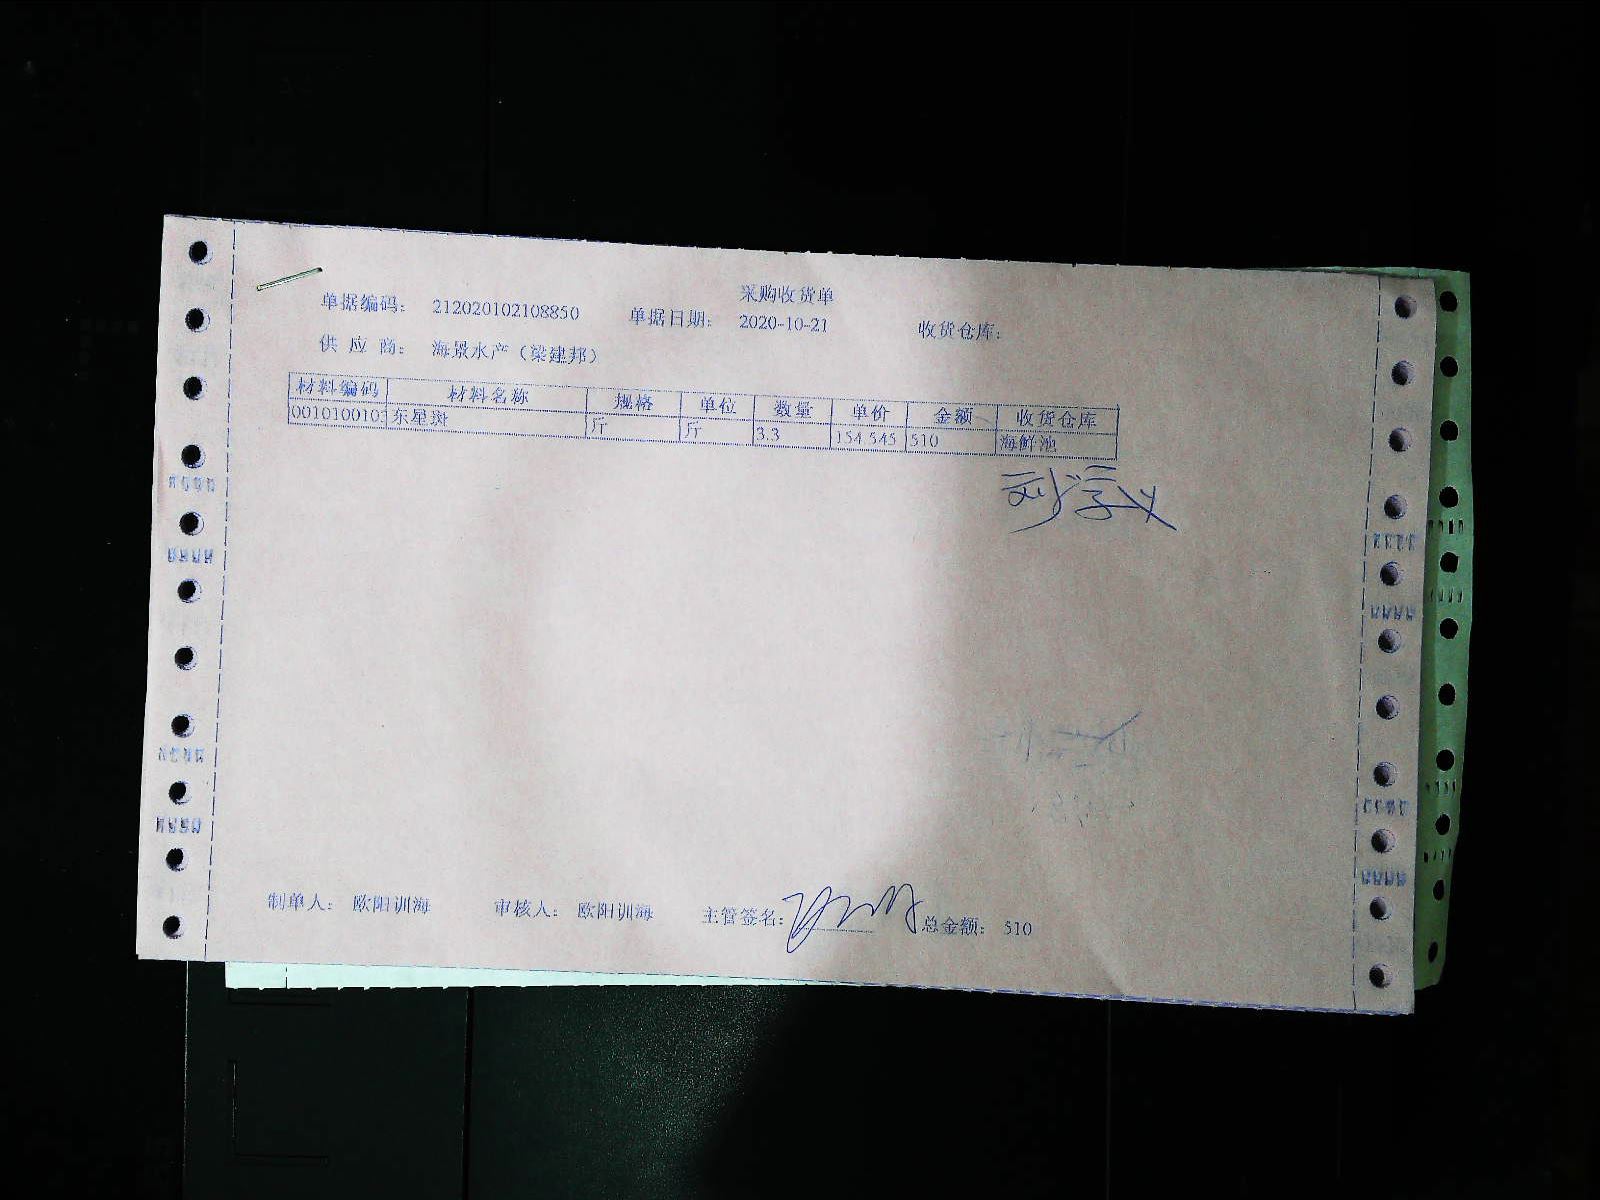 采购收货单
单据编码: 212020102108850 单据日期: 2020-10-21 收货仓库:
供 应 商: 海景水产（梁建邦）
材料编码 材料名称 规格 单位 数量 单价 金额 收货仓库
0010100103 东星斑 斤 斤 3.3 154.545 510 海鲜池
制单人: 欧阳训海 审核人: 欧阳训海 主管签名: 总金额: 510